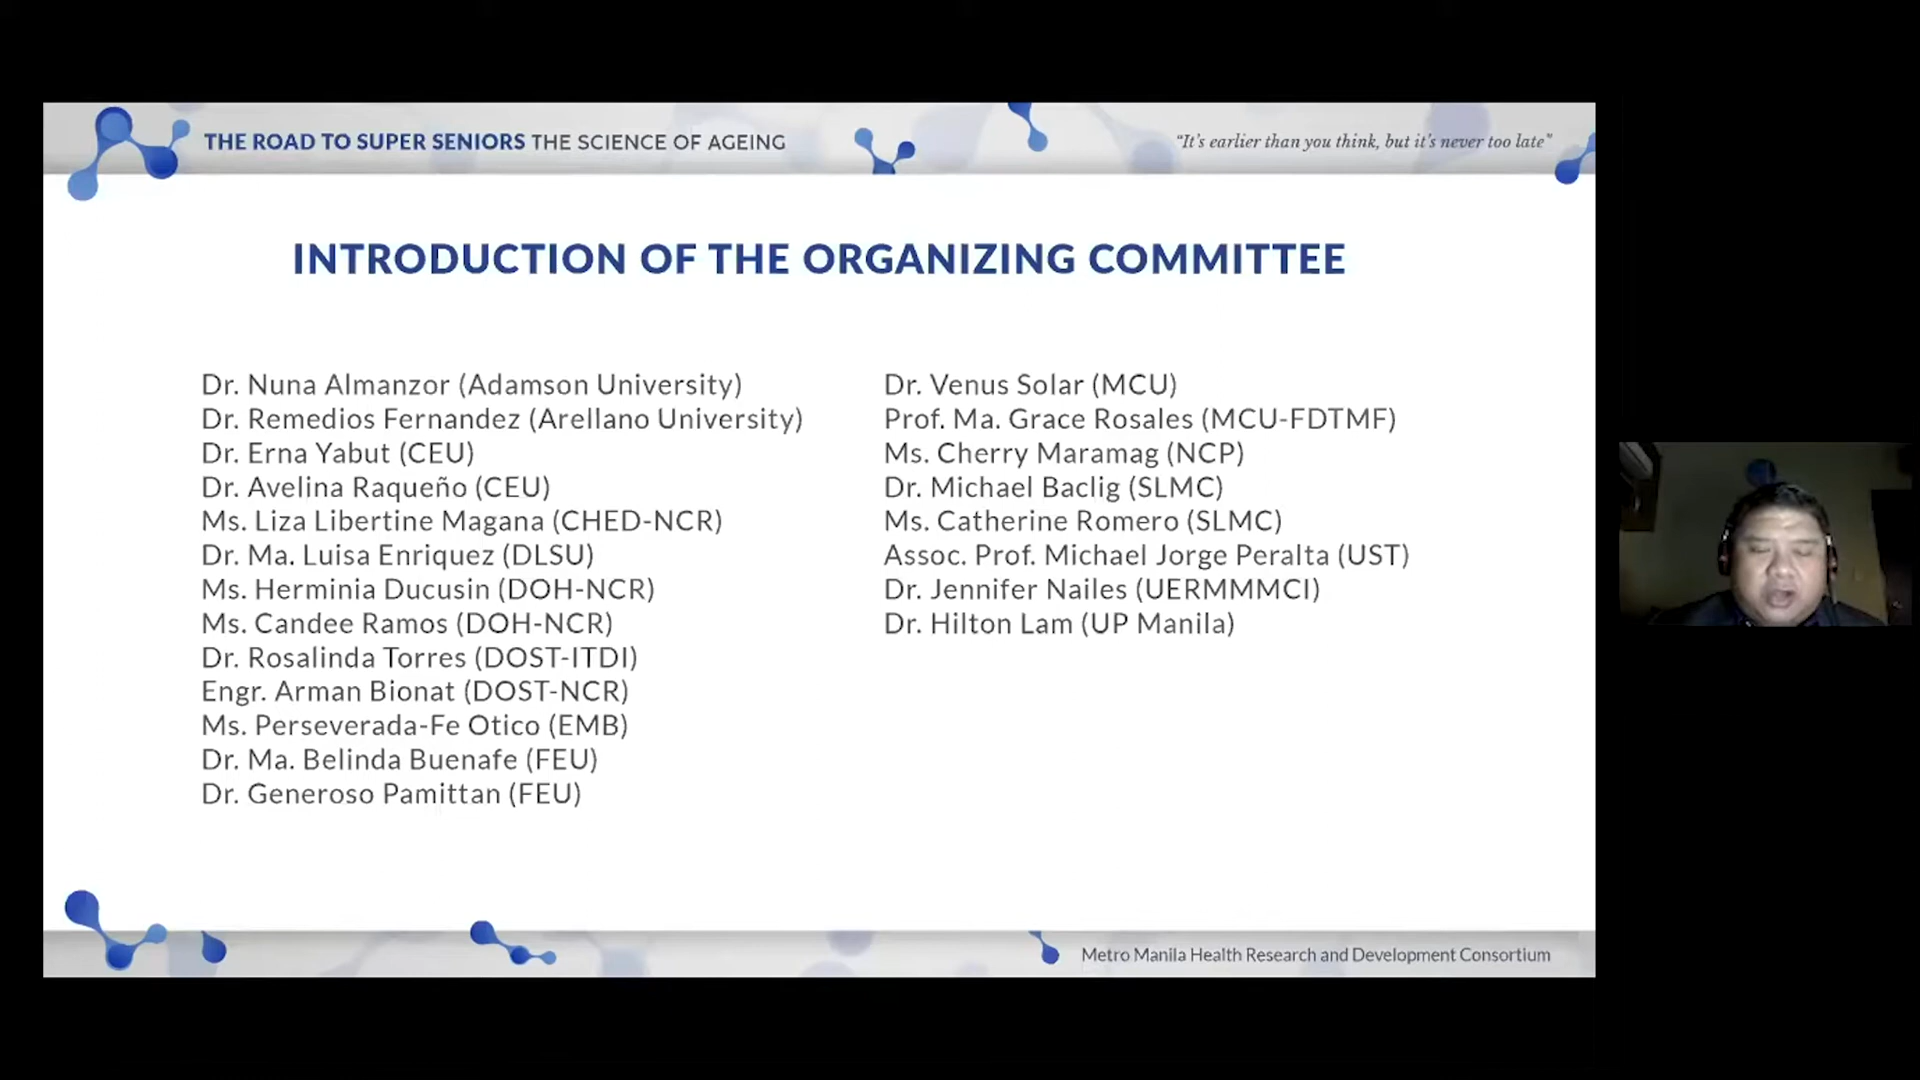 THE ROAD TO SUPER SENIORS THE SCIENCE OF AGEING
“It’s earlier than you think, but it’s never too late”
INTRODUCTION OF THE ORGANIZING COMMITTEE
Dr. Nuna Almanzor (Adamson University)
Dr. Remedios Fernandez (Arellano University)
Dr. Erna Yabut (CEU)
Dr. Avelina Raqueño (CEU)
Ms. Liza Libertine Magana (CHED-NCR)
Dr. Ma. Luisa Enriquez (DLSU)
Ms. Herminia Ducusin (DOH-NCR)
Ms. Candee Ramos (DOH-NCR)
Dr. Rosalinda Torres (DOST-ITDI)
Engr. Arman Bionat (DOST-NCR)
Ms. Perseverada-Fe Otico (EMB)
Dr. Ma. Belinda Buenafe (FEU)
Dr. Generoso Pamittan (FEU)
Dr. Venus Solar (MCU)
Prof. Ma. Grace Rosales (MCU-FDTMF)
Ms. Cherry Maramag (NCP)
Dr. Michael Baclig (SLMC)
Ms. Catherine Romero (SLMC)
Assoc. Prof. Michael Jorge Peralta (UST)
Dr. Jennifer Nailes (UERMMMCI)
Dr. Hilton Lam (UP Manila)
Metro Manila Health Research and Development Consortium